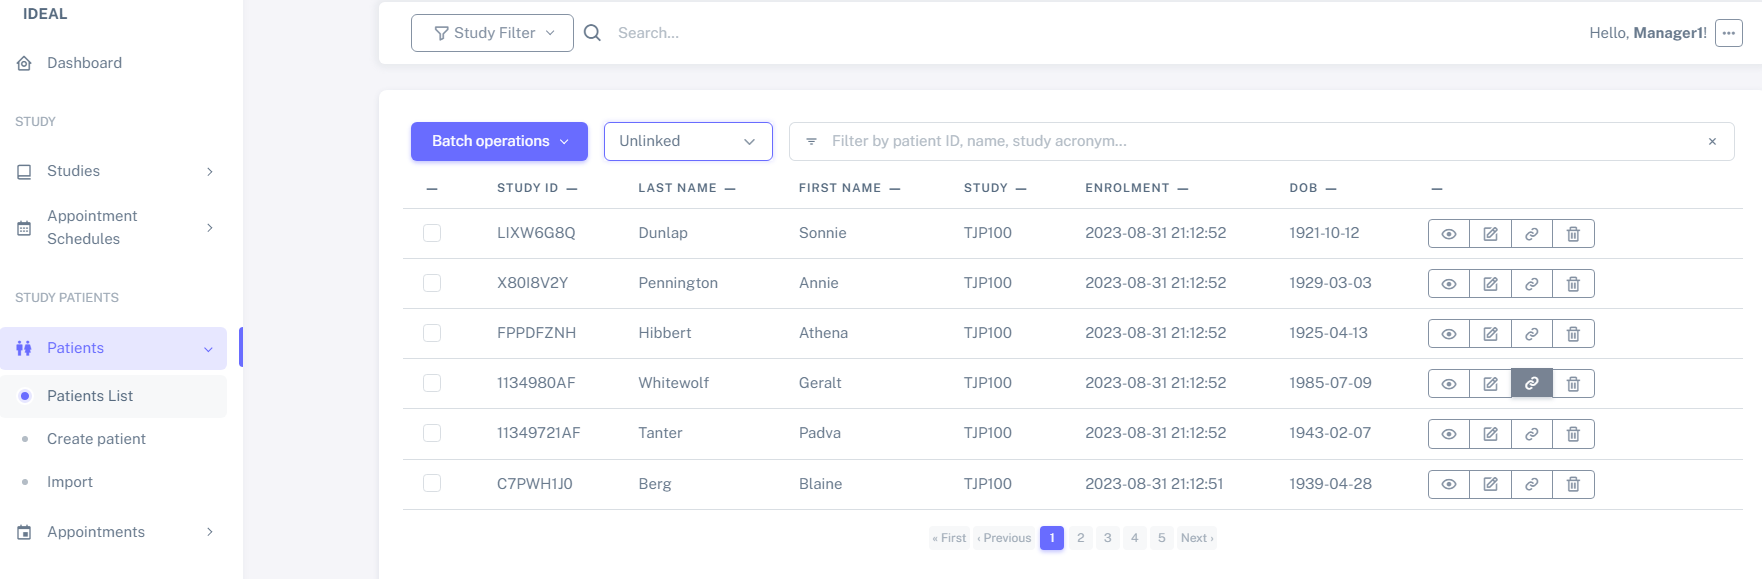 IDEAL
Dashboard
STUDY
Studies
Appointment
Schedules
STUDY PATIENTS
Patients
Patients List
Create patient
Import
Appointments
Study Filter Search... Hello, Manager1!
Batch operations Unlinked Filter by patient ID, name, study acronym...
— STUDY ID — LAST NAME — FIRST NAME — STUDY — ENROLMENT — DOB — —
LIXW6G8Q Dunlap Sonnie TJP100 2023-08-31 21:12:52 1921-10-12
X80I8V2Y Pennington Annie TJP100 2023-08-31 21:12:52 1929-03-03
FPPDFZNH Hibbert Athena TJP100 2023-08-31 21:12:52 1925-04-13
1134980AF Whitewolf Geralt TJP100 2023-08-31 21:12:52 1985-07-09
11349721AF Tanter Padva TJP100 2023-08-31 21:12:52 1943-02-07
C7PWH1J0 Berg Blaine TJP100 2023-08-31 21:12:51 1939-04-28
« First ‹ Previous 1 2 3 4 5 Next ›